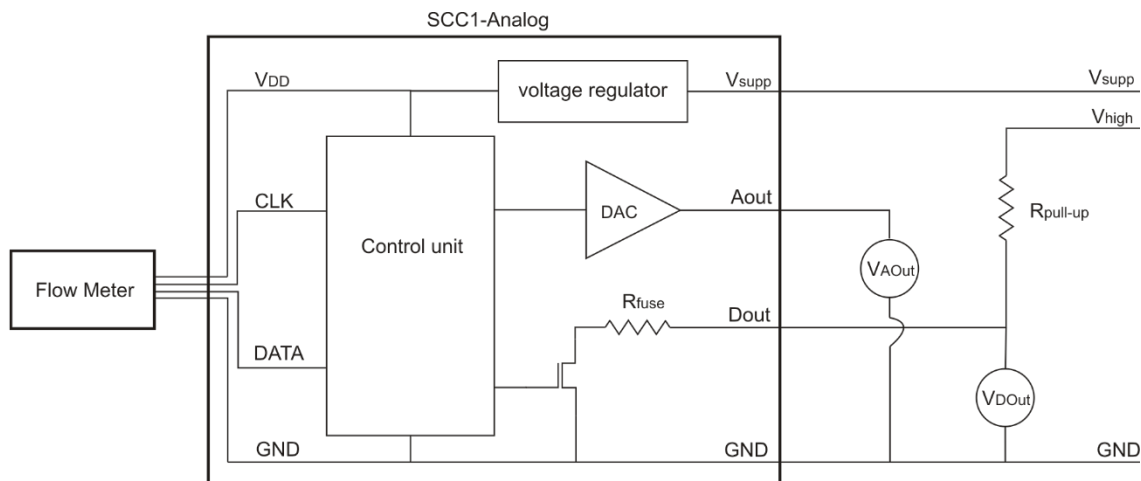 SCC1-Analog
VDD
voltage regulator
Vsupp
Vsupp
Vhigh
CLK
DAC
Aout
Rpull-up
Control unit
VAOut
Flow Meter
Rfuse
Dout
DATA
VDOut
GND
GND
GND